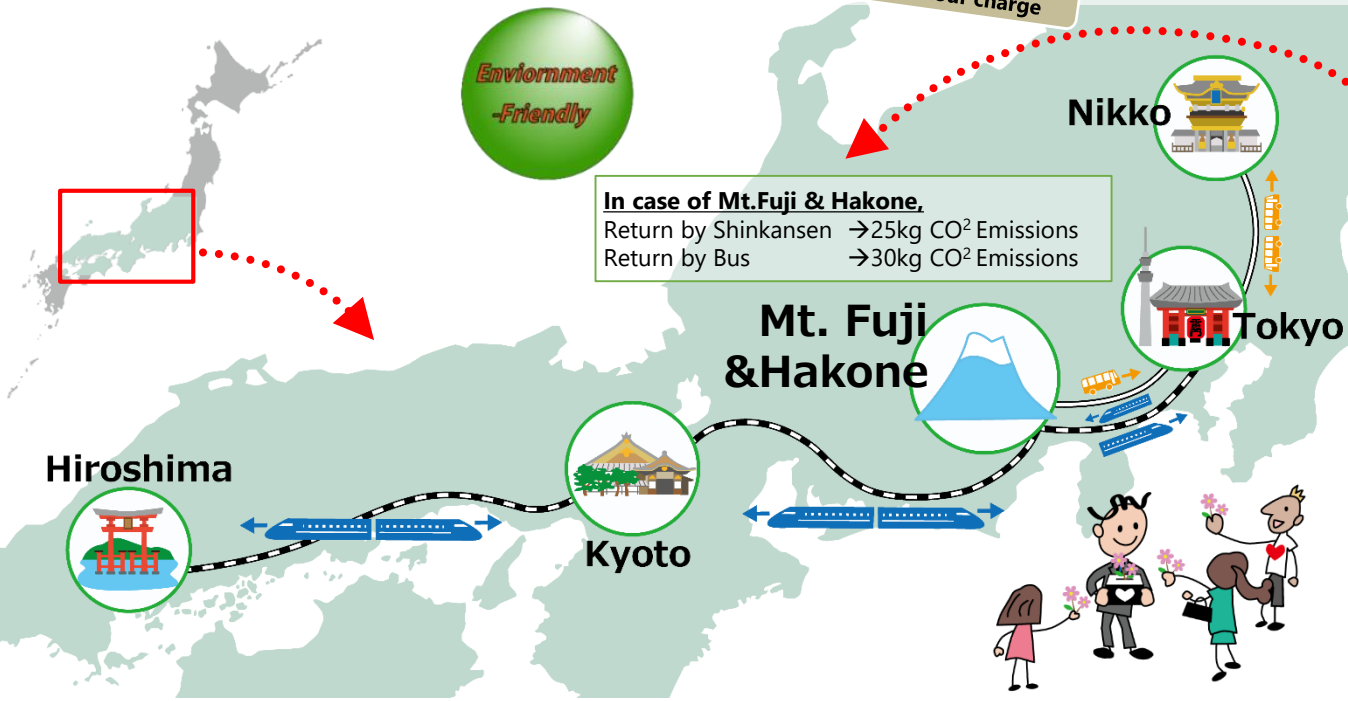 charge
Enviornment
-Friendly
Nikko
In case of Mt.Fuji & Hakone,
Return by Shinkansen →25kg CO² Emissions
Return by Bus →30kg CO² Emissions
Mt. Fuji
&Hakone
Tokyo
Hiroshima
Kyoto